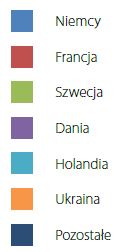 Niemcy
Francja
Szwecja
Dania
Holandia
Ukraina
Pozostałe